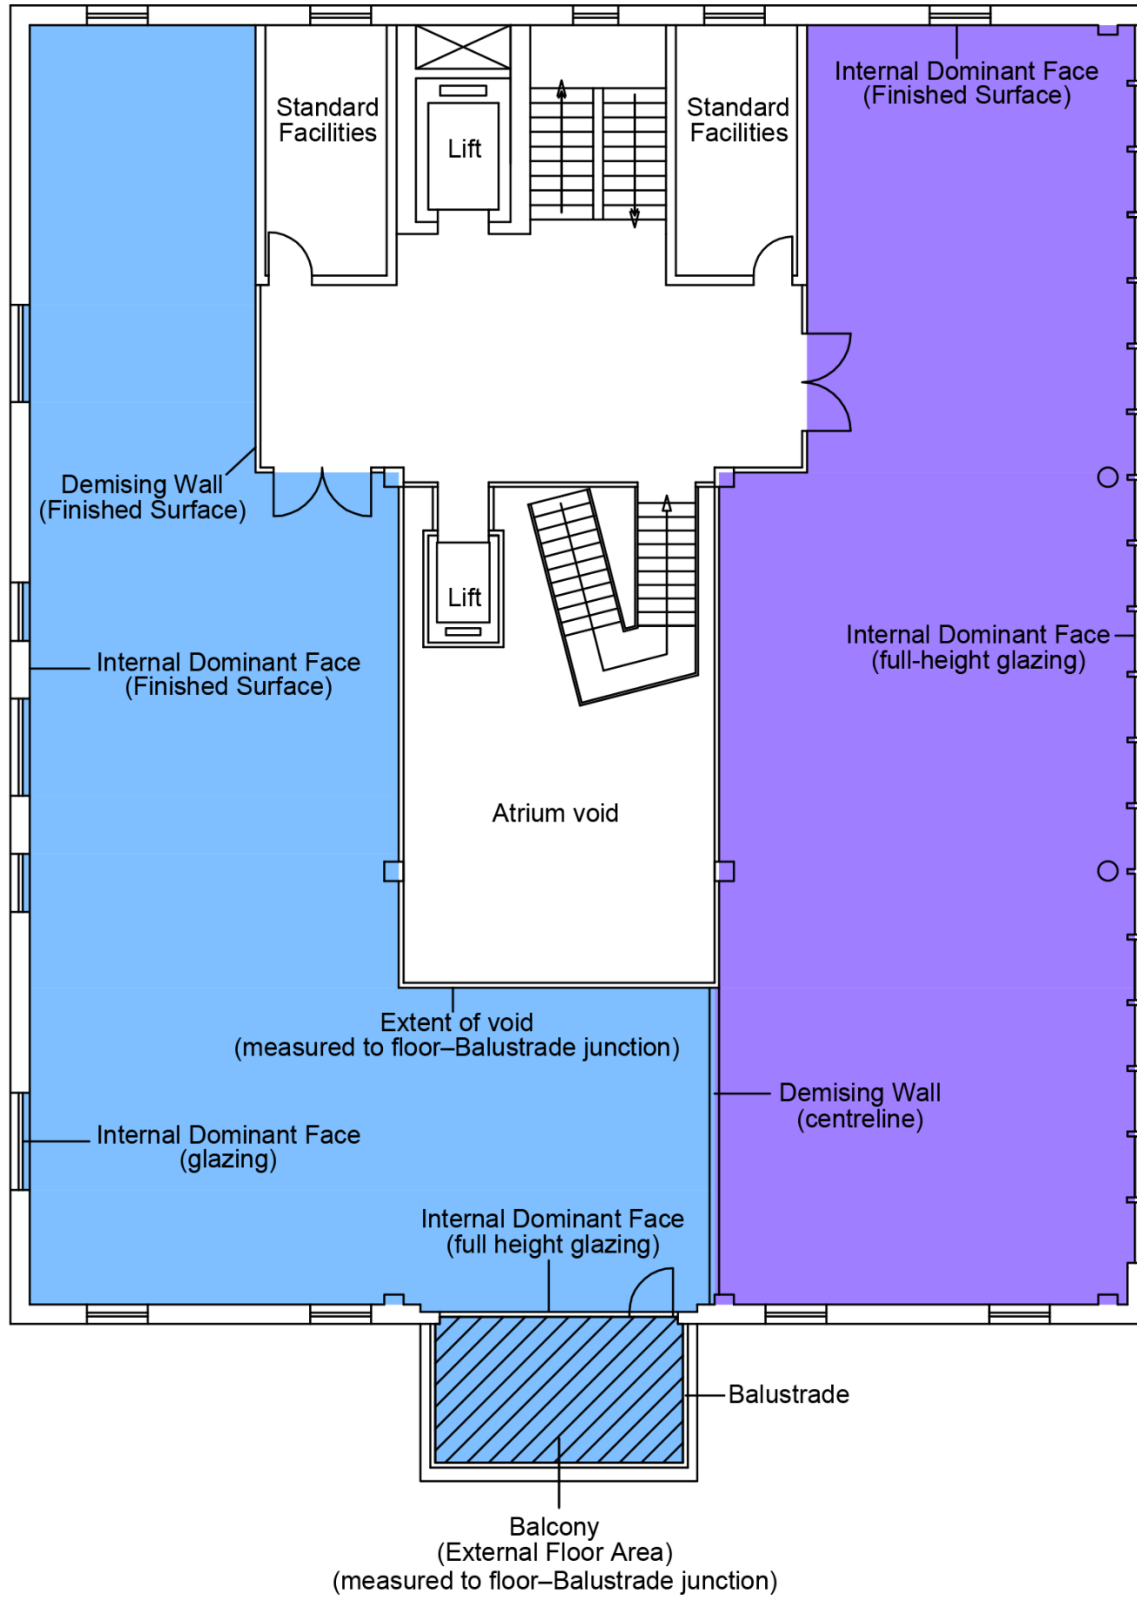 Internal Dominant Face
(Finished Surface)
Standard
Facilities
Lift
Standard
Facilities
Demising Wall
(Finished Surface)
Lift
Internal Dominant Face
(Finished Surface)
Internal Dominant Face
(full-height glazing)
Atrium void
Extent of void
(measured to floor–Balustrade junction)
Demising Wall
(centreline)
Internal Dominant Face
(glazing)
Internal Dominant Face
(full height glazing)
Balustrade
Balcony
(External Floor Area)
(measured to floor–Balustrade junction)